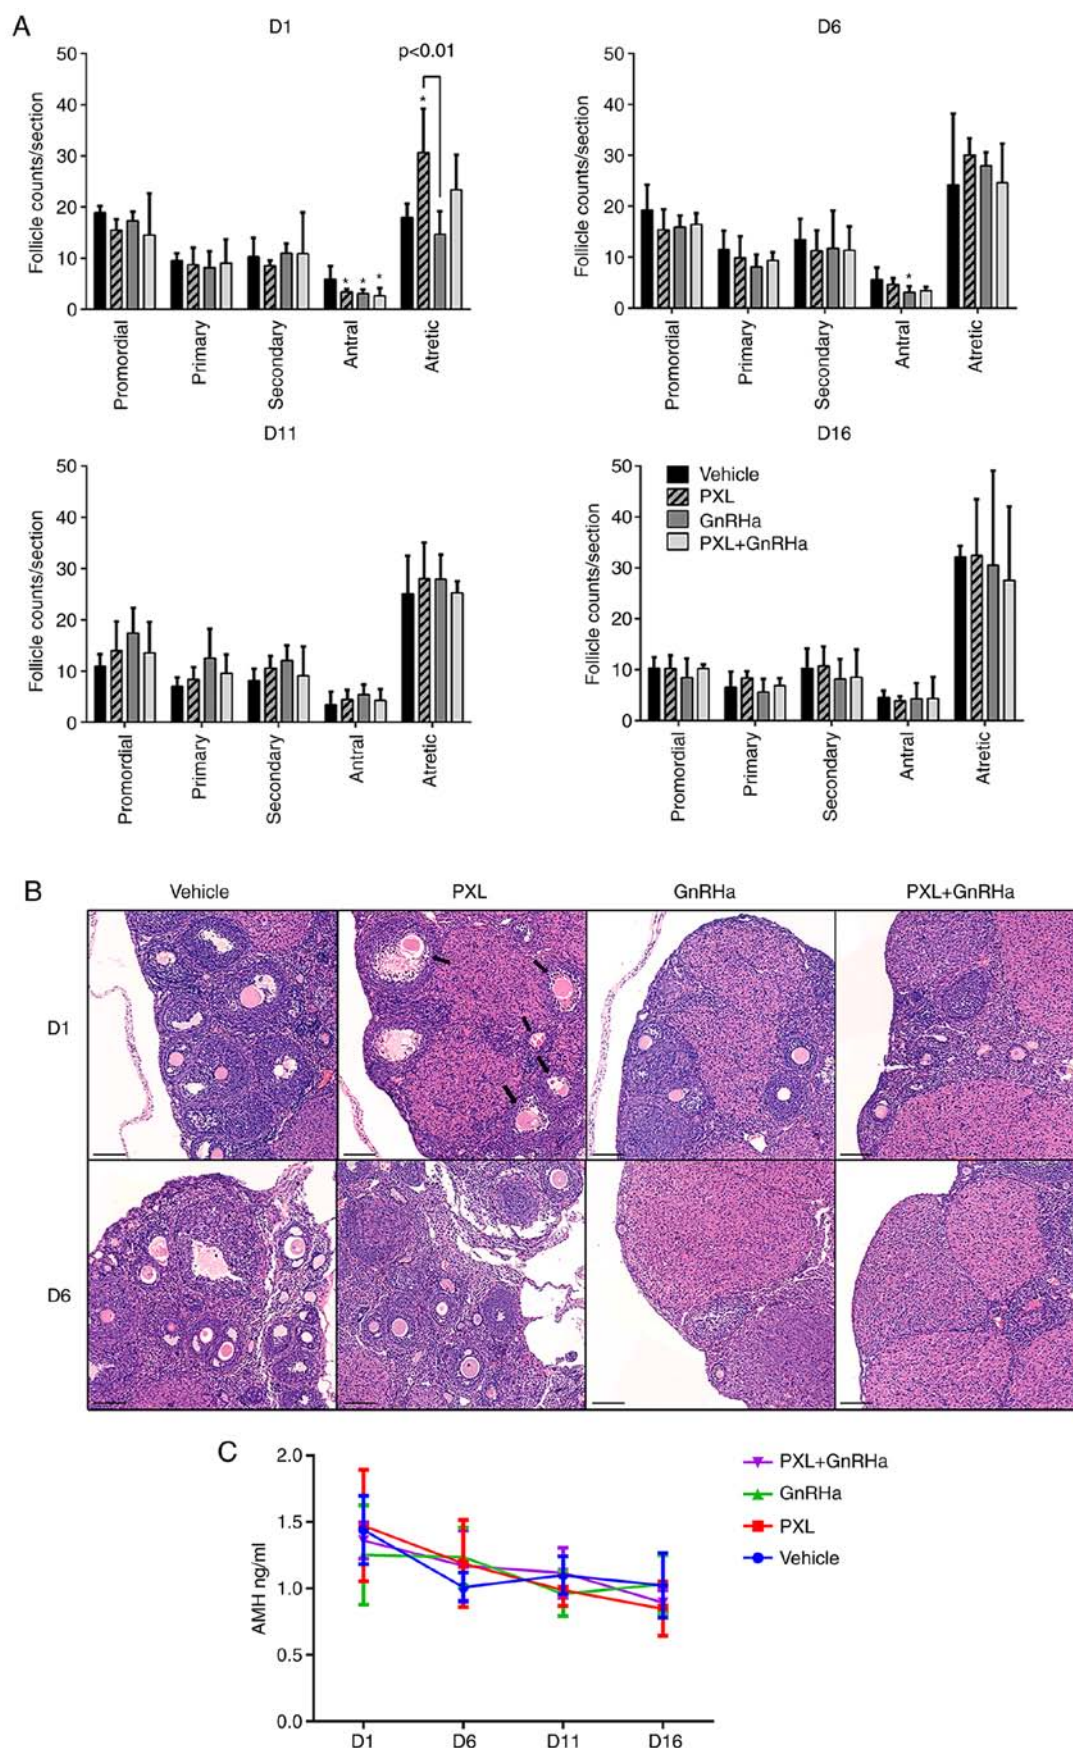 A
D1
D6
p<0.01
50
40
30
20
10
0
Follicle counts/section
*
* * *
Promordial
Primary
Secondary
Antral
Atretic
50
40
30
20
10
0
Follicle counts/section
*
Promordial
Primary
Secondary
Antral
Atretic
D11
D16
50
40
30
20
10
0
Follicle counts/section
Promordial
Primary
Secondary
Antral
Atretic
50
40
30
20
10
0
Follicle counts/section
Vehicle
PXL
GnRHa
PXL+GnRHa
Promordial
Primary
Secondary
Antral
Atretic
B
Vehicle
PXL
GnRHa
PXL+GnRHa
D1
D6
C
2.0
1.5
1.0
0.5
0.0
AMH ng/ml
D1
D6
D11
D16
PXL+GnRHa
GnRHa
PXL
Vehicle